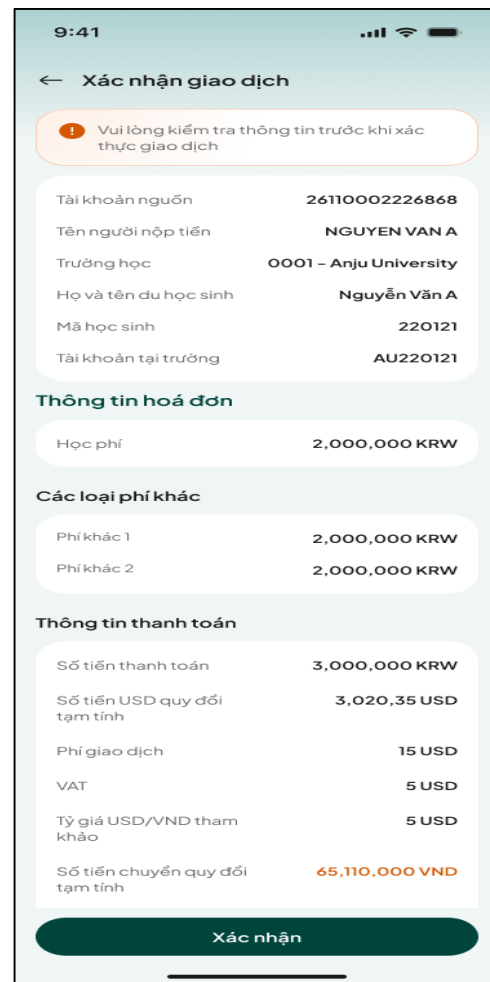 9:41
← Xác nhận giao dịch
! Vui lòng kiểm tra thông tin trước khi xác
thực giao dịch
Tài khoản nguồn 26110002226868
Tên người nộp tiền NGUYEN VAN A
Trường học 0001 - Anju University
Họ và tên du học sinh Nguyễn Văn A
Mã học sinh 220121
Tài khoản tại trường AU220121
Thông tin hoá đơn
Học phí 2,000,000 KRW
Các loại phí khác
Phí khác 1 2,000,000 KRW
Phí khác 2 2,000,000 KRW
Thông tin thanh toán
Số tiền thanh toán 3,000,000 KRW
Số tiền USD quy đổi 3,020,35 USD
tạm tính
Phí giao dịch 15 USD
VAT 5 USD
Tỷ giá USD/VND tham 5 USD
khảo
Số tiền chuyển quy đổi 65,110,000 VND
tạm tính
Xác nhận